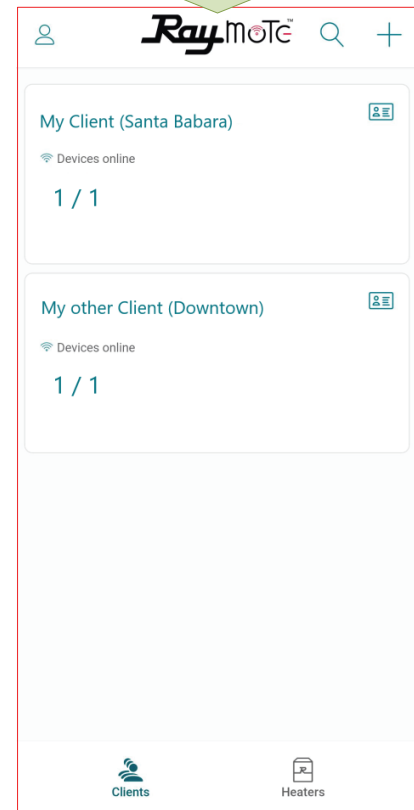 RayMOTE™
My Client (Santa Babara)
Devices online
1 / 1
My other Client (Downtown)
Devices online
1 / 1
Clients
Heaters